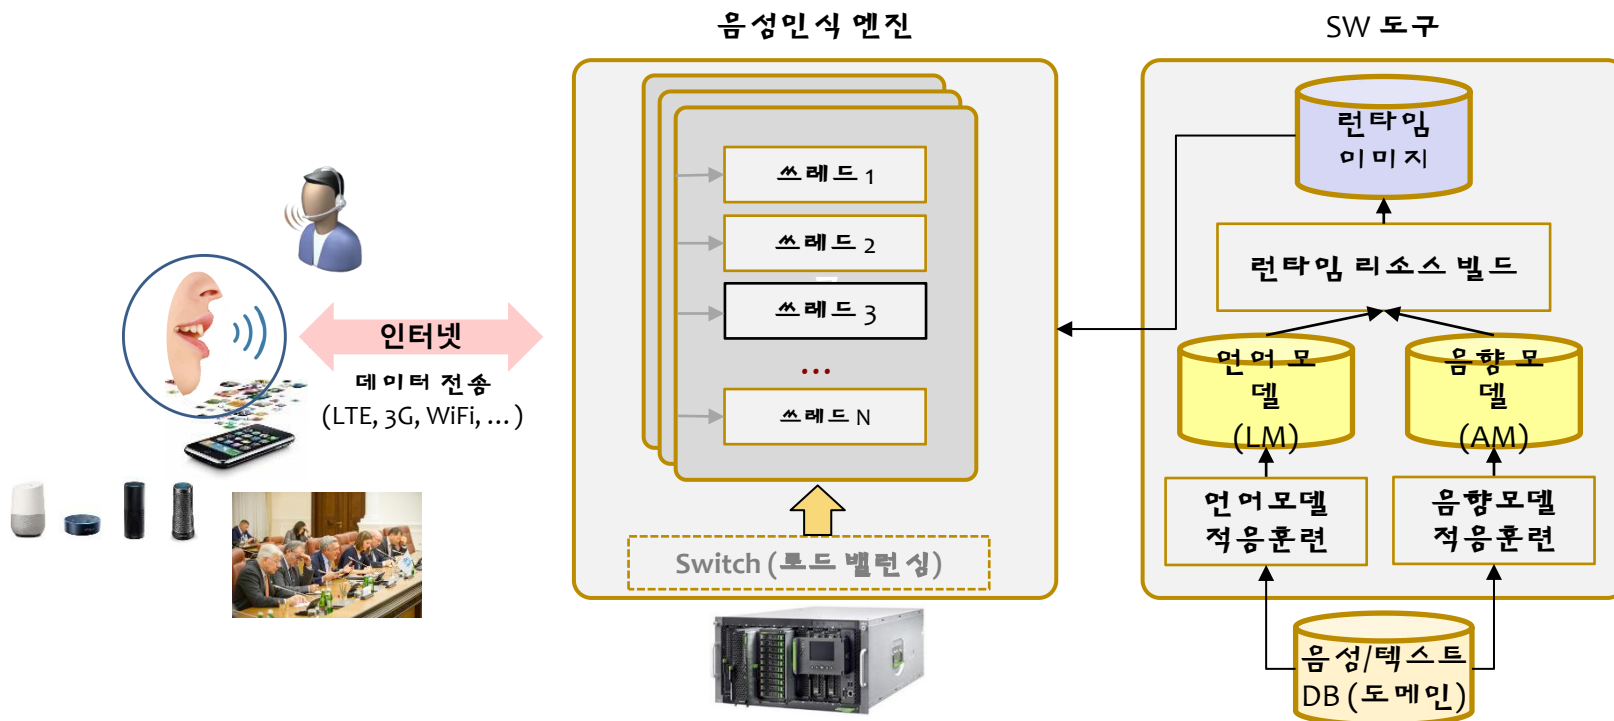 음성인식 엔진
SW 도구
런타임
이미지
쓰레드 1
쓰레드 2
런타임 리소스 빌드
쓰레드 3
인터넷
데이터 전송
(LTE, 3G, WiFi, ...)
...
쓰레드 N
언어 모
델
(LM)
음향 모
델
(AM)
언어모델
적응훈련
음향모델
적응훈련
Switch (로드 밸런싱)
음성/텍스트
DB (도메인)